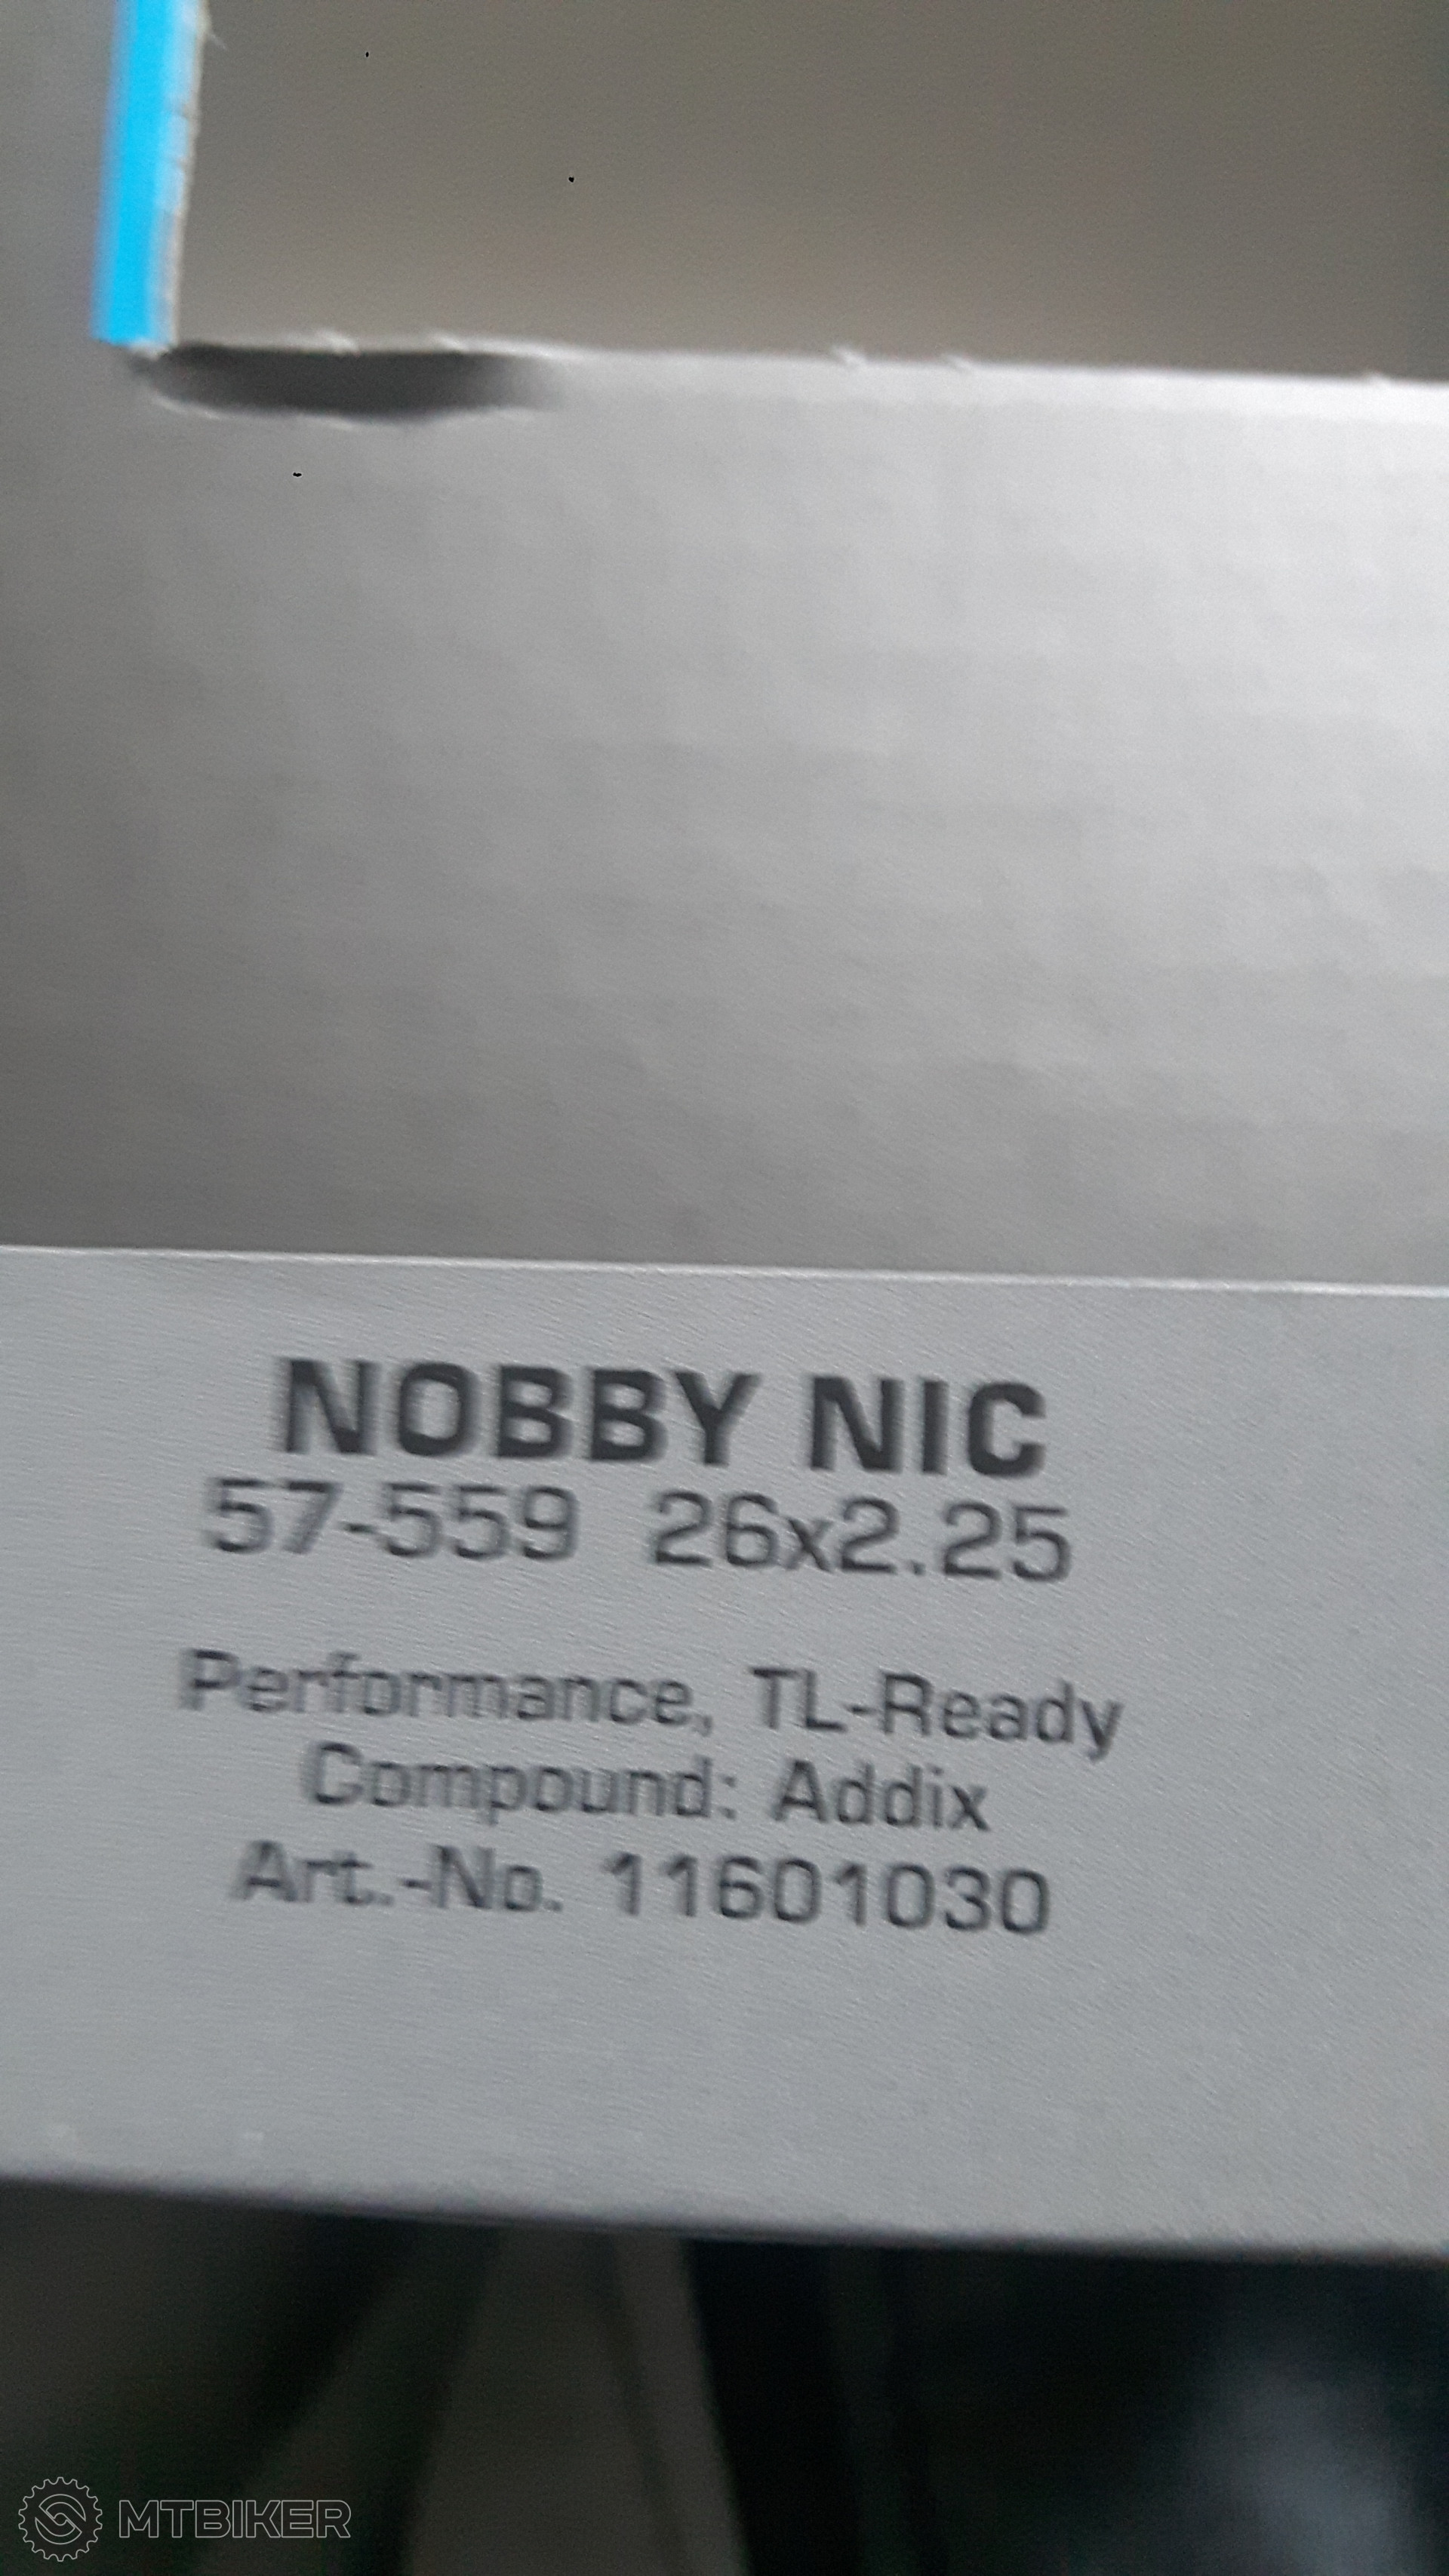 NOBBY NIC
57-559 26x2.25
Performance, TL-Ready
Compound: Addix
Art.-No. 11601030
MTBIKER